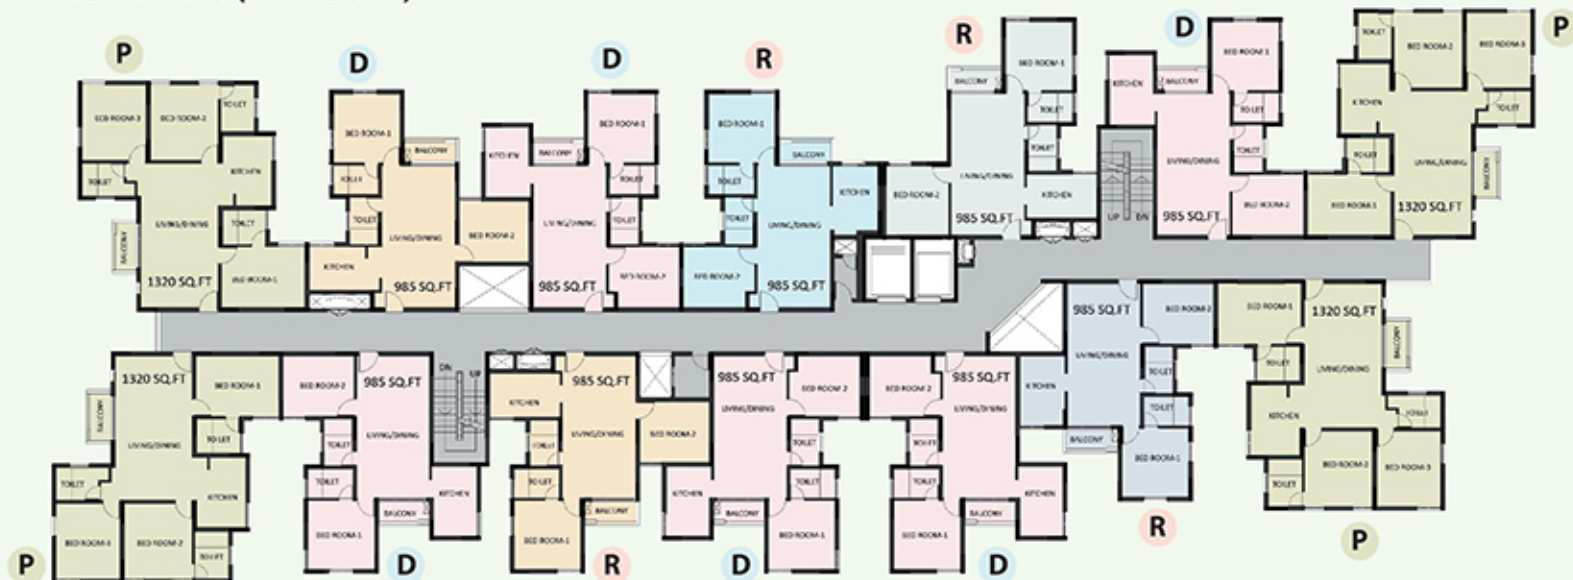 P
D
D
R
R
D
P
BED ROOM-3
BED ROOM-2
TOILET
TOILET
KITCHEN
LIVING/DINING
TOILET
BALCONY
1320 SQ.FT
BED ROOM-1
BED ROOM-1
BALCONY
TOILET
TOILET
LIVING/DINING
BED ROOM-2
KITCHEN
985 SQ.FT
KITCHEN
BALCONY
BED ROOM-1
TOILET
TOILET
LIVING/DINING
985 SQ.FT
BED ROOM-2
BED ROOM-1
BALCONY
TOILET
KITCHEN
TOILET
LIVING/DINING
BED ROOM-2
985 SQ.FT
BED ROOM-1
BALCONY
TOILET
TOILET
LIVING/DINING
BED ROOM-2
KITCHEN
985 SQ.FT
UP DN
BED ROOM-1
KITCHEN
BALCONY
TOILET
TOILET
LIVING/DINING
BED ROOM-2
985 SQ.FT
TOILET
BED ROOM-2
BED ROOM-3
KITCHEN
TOILET
TOILET
LIVING/DINING
BALCONY
BED ROOM-1
1320 SQ.FT
1320 SQ.FT
BED ROOM-1
BALCONY
LIVING/DINING
TOILET
TOILET
KITCHEN
BED ROOM-3
BED ROOM-2
TOILET
BED ROOM-2
985 SQ.FT
LIVING/DINING
TOILET
TOILET
KITCHEN
BALCONY
BED ROOM-1
DN UP
985 SQ.FT
KITCHEN
LIVING/DINING
BED ROOM-2
TOILET
TOILET
BALCONY
BED ROOM-1
985 SQ.FT
BED ROOM 2
LIVING/DINING
TOILET
TOILET
KITCHEN
BALCONY
BED ROOM-1
BED ROOM 2
985 SQ.FT
LIVING/DINING
TOILET
TOILET
KITCHEN
BALCONY
BED ROOM-1
985 SQ.FT
BED ROOM-2
LIVING/DINING
KITCHEN
TOILET
TOILET
BALCONY
BED ROOM-1
BED ROOM-1
1320 SQ.FT
BALCONY
TOILET
LIVING/DINING
KITCHEN
TOILET
TOILET
BED ROOM-2
BED ROOM-3
P
D
R
D
D
R
P